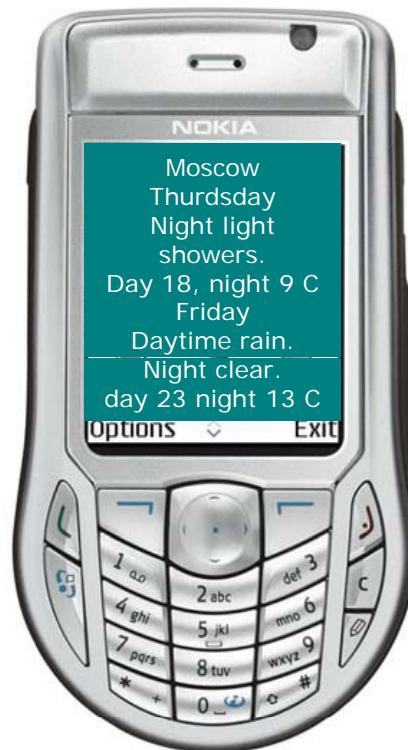 NOKIA
Moscow
Thurdsday
Night light
showers.
Day 18, night 9 C
Friday
Daytime rain.
Night clear.
day 23 night 13 C
Options Exit
1 def 3
2 abc
4 ghi mno 6
5 jkl
7 pqrs wxyz 9
8 tuv
* + #
0
C